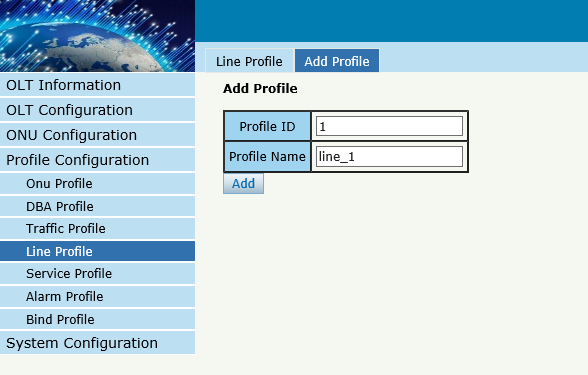 Line Profile Add Profile
OLT Information
OLT Configuration
ONU Configuration
Profile Configuration
Onu Profile
DBA Profile
Traffic Profile
Line Profile
Service Profile
Alarm Profile
Bind Profile
System Configuration
Add Profile
Profile ID 1
Profile Name line_1
Add